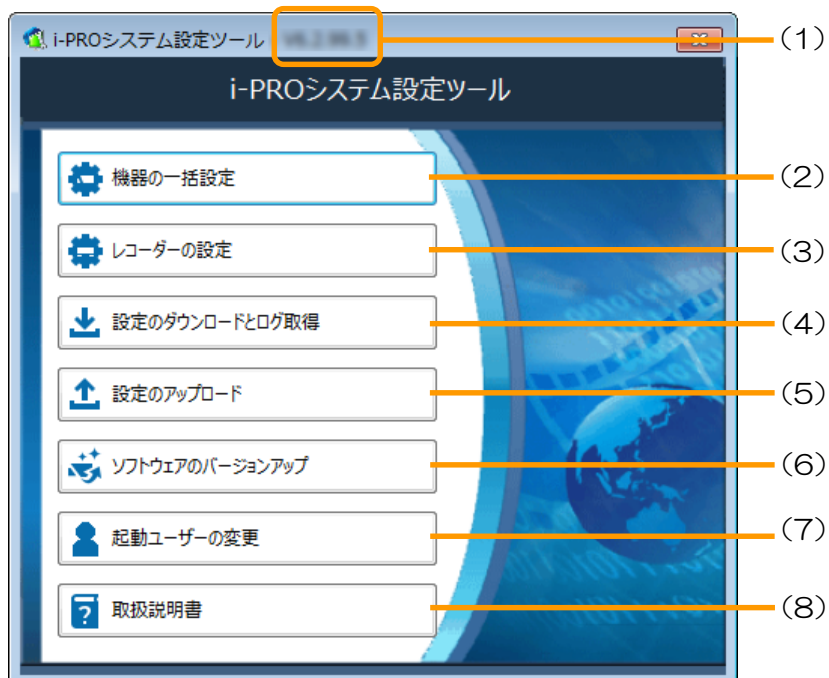 i-PROシステム設定ツール
(1)
i-PROシステム設定ツール
機器の一括設定
(2)
レコーダーの設定
(3)
設定のダウンロードとログ取得
(4)
設定のアップロード
(5)
ソフトウェアのバージョンアップ
(6)
起動ユーザーの変更
(7)
取扱説明書
(8)